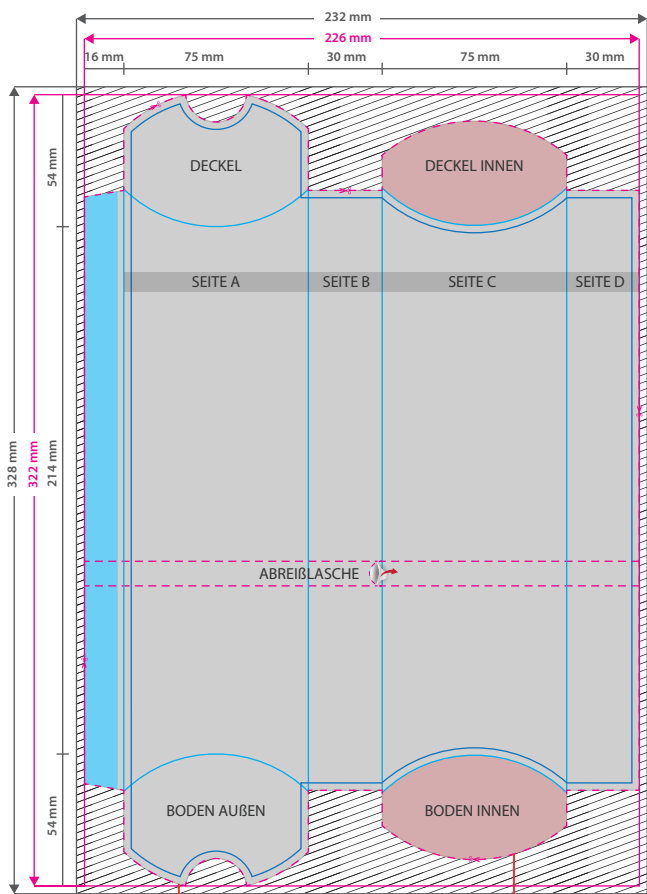 232 mm
226 mm
16 mm 75 mm 30 mm 75 mm 30 mm
54 mm
DECKEL DECKEL INNEN
SEITE A SEITE B SEITE C SEITE D
328 mm 322 mm 214 mm
ABREIßLASCHE
54 mm
BODEN AUßEN BODEN INNEN